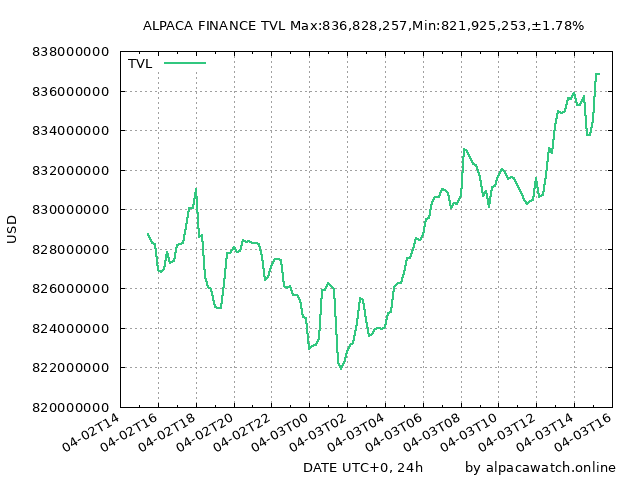 ALPACA FINANCE TVL Max:836,828,257,Min:821,925,253,±1.78%
838000000
TVL
836000000
834000000
832000000
830000000
USD
828000000
826000000
824000000
822000000
820000000
04-02T14 04-02T16 04-02T18 04-02T20 04-02T22 04-03T00 04-03T02 04-03T04 04-03T06 04-03T08 04-03T10 04-03T12 04-03T14 04-03T16
DATE UTC+0, 24h by alpacawatch.online